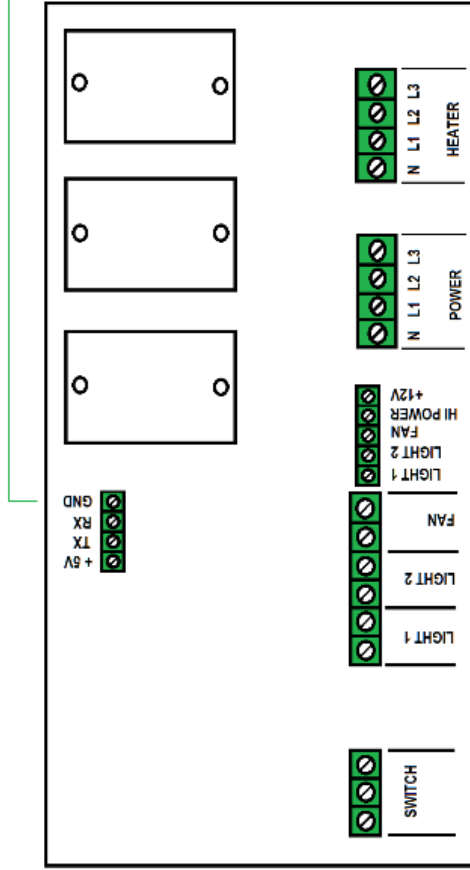 N L1 L2 L3
HEATER
N L1 L2 L3
POWER
+12V
HI POWER
FAN
LIGHT 2
LIGHT 1
GND
RX
TX
+ 5V
FAN
LIGHT 2
LIGHT 1
SWITCH